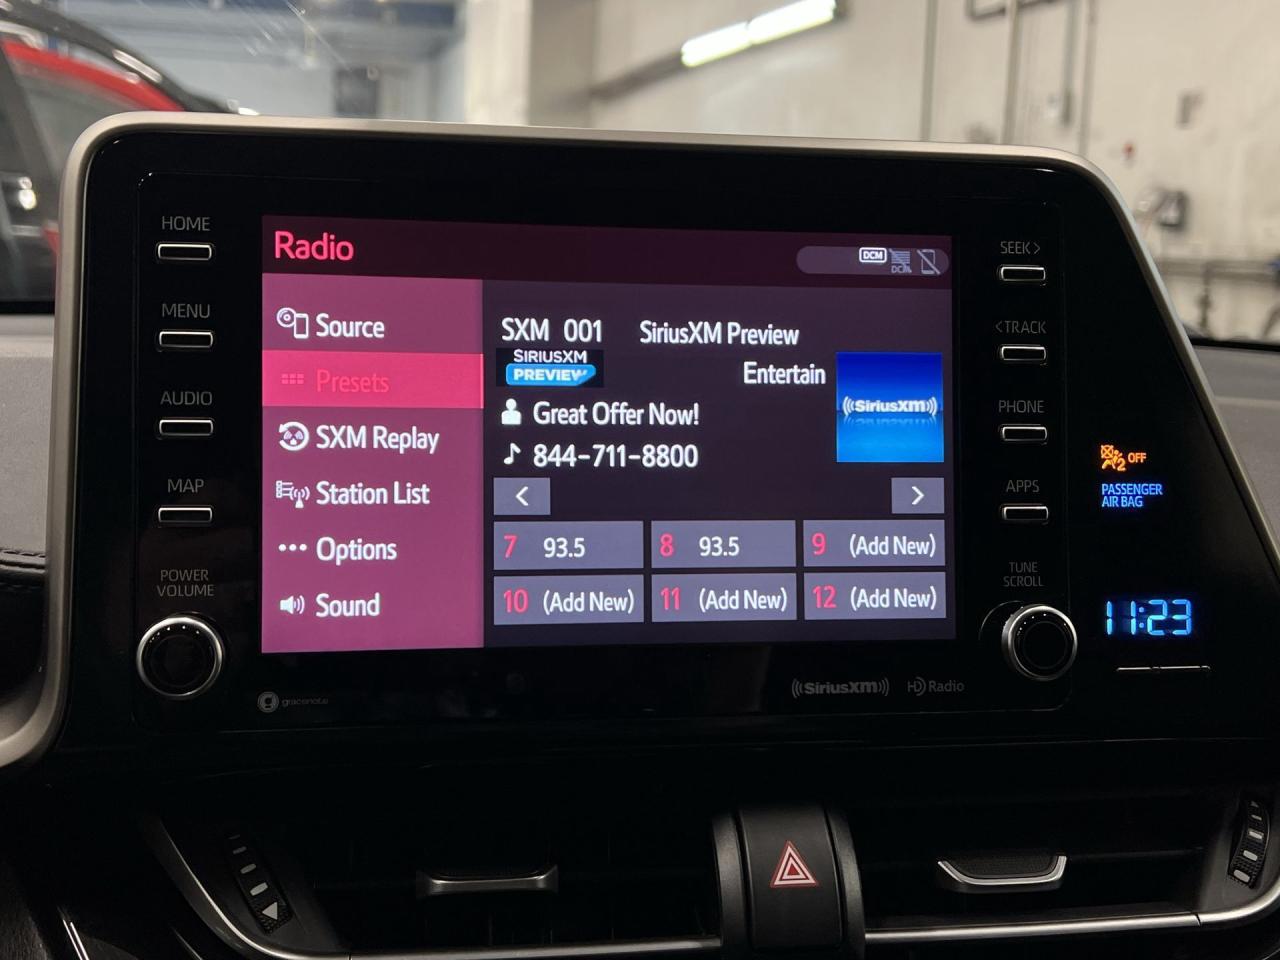 HOME
MENU
AUDIO
MAP
POWER
VOLUME
Radio
DCM
DCM
Source
Presets
SXM Replay
Station List
Options
Sound
SXM 001 SiriusXM Preview
SIRIUSXM
PREVIEW
Entertain
Great Offer Now!
844-711-8800
((SiriusXM))
<
>
7 93.5
8 93.5
9 (Add New)
10 (Add New)
11 (Add New)
12 (Add New)
gracenote
((SiriusXM))
HD Radio
SEEK>
<TRACK
PHONE
APPS
TUNE
SCROLL
2 OFF
PASSENGER
AIR BAG
11:23